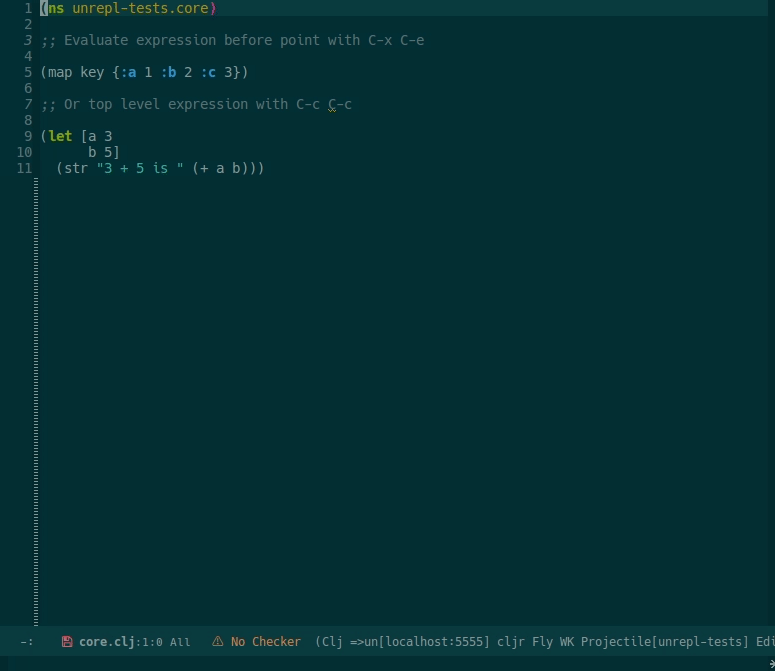 1 (ns unrepl-tests.core)
2
3 ;; Evaluate expression before point with C-x C-e
4
5 (map key {:a 1 :b 2 :c 3})
6
7 ;; Or top level expression with C-c C-c
8
9 (let [a 3
10       b 5]
11   (str "3 + 5 is " (+ a b)))
-: core.clj:1:0 All ⚠ No Checker (Clj =>un[localhost:5555] cljr Fly WK Projectile[unrepl-tests] Edi